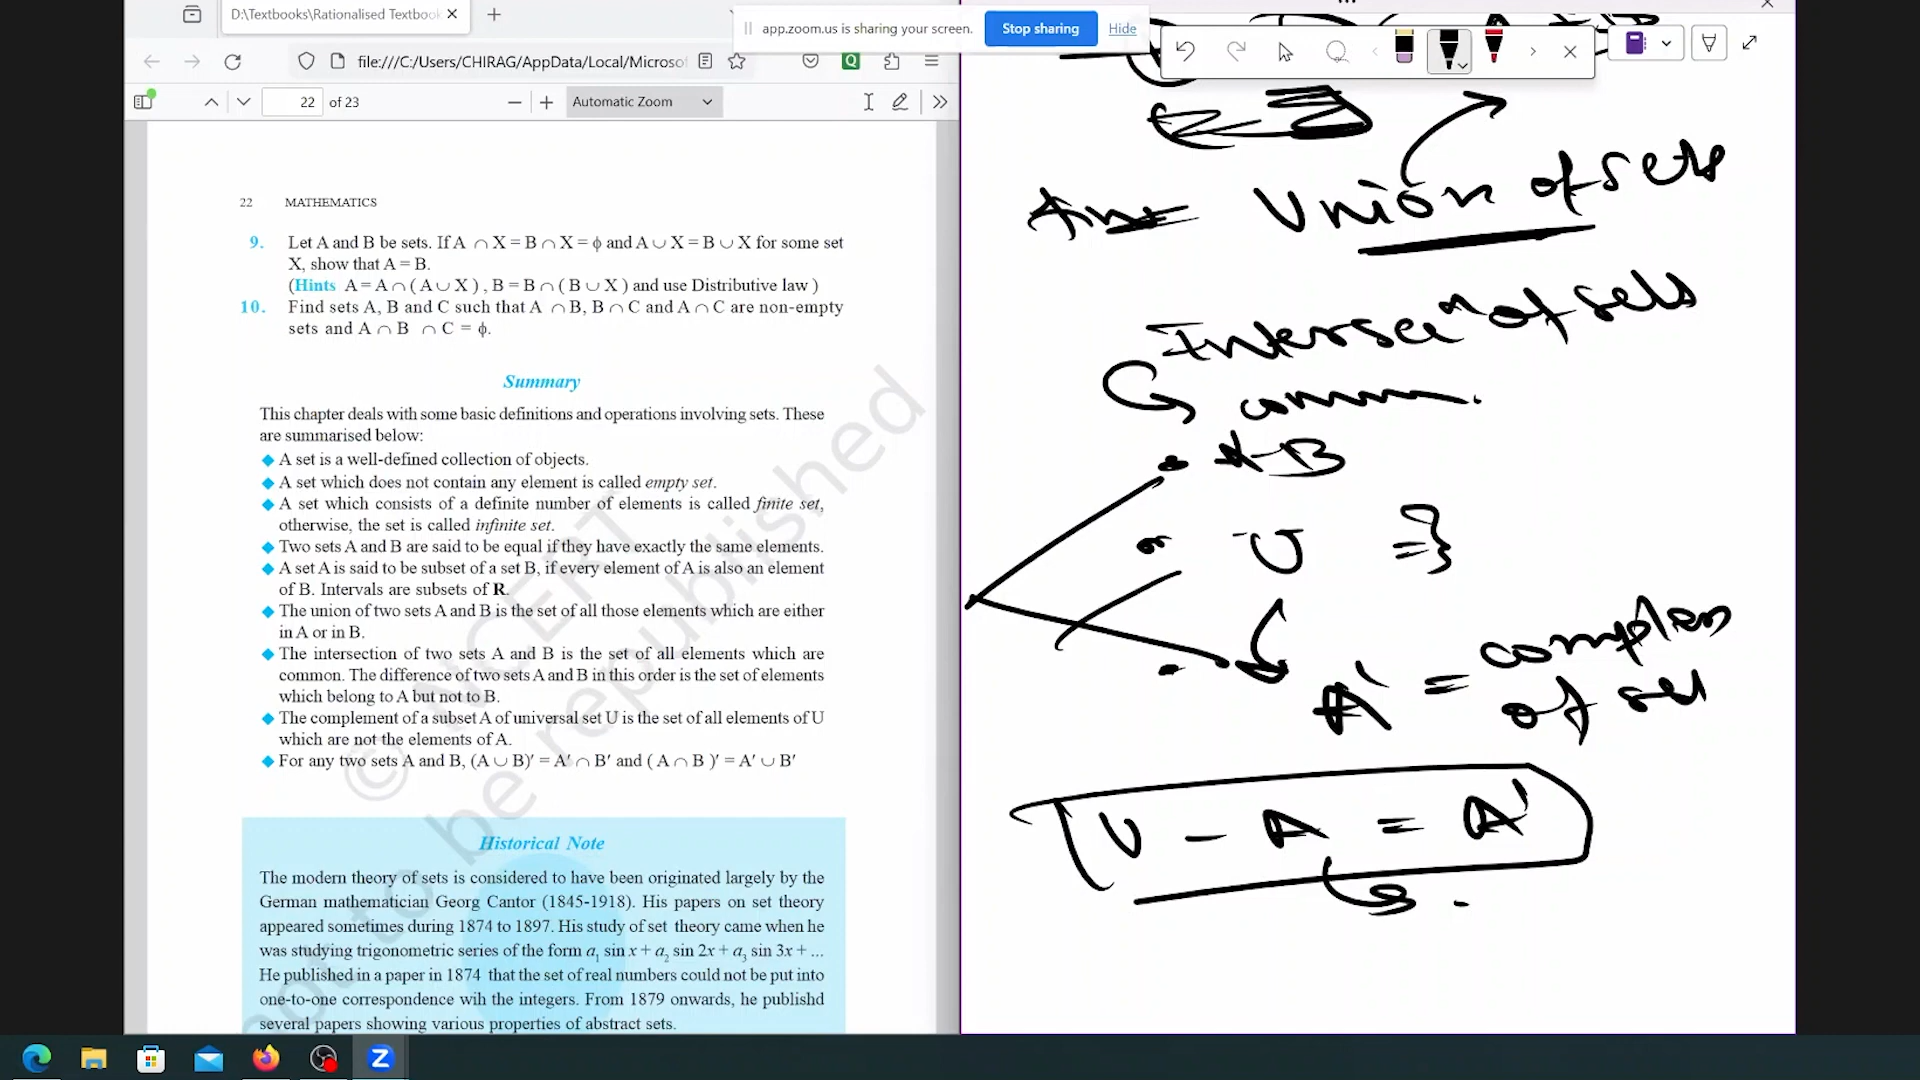 D:\Textbooks\Rationalised Textbook
app.zoom.us is sharing your screen. Stop sharing Hide
file:///C:/Users/CHIRAG/AppData/Local/Microsof
22 of 23
Automatic Zoom
22 MATHEMATICS
9. Let A and B be sets. If A ∩ X = B ∩ X = ϕ and A ∪ X = B ∪ X for some set
X, show that A = B.
(Hints A = A ∩ ( A ∪ X ) , B = B ∩ ( B ∪ X ) and use Distributive law )
10. Find sets A, B and C such that A ∩ B, B ∩ C and A ∩ C are non-empty
sets and A ∩ B ∩ C = ϕ.
Summary
This chapter deals with some basic definitions and operations involving sets. These
are summarised below:
◆ A set is a well-defined collection of objects.
◆ A set which does not contain any element is called empty set.
◆ A set which consists of a definite number of elements is called finite set,
otherwise, the set is called infinite set.
◆ Two sets A and B are said to be equal if they have exactly the same elements.
◆ A set A is said to be subset of a set B, if every element of A is also an element
of B. Intervals are subsets of R.
◆ The union of two sets A and B is the set of all those elements which are either
in A or in B.
◆ The intersection of two sets A and B is the set of all elements which are
common. The difference of two sets A and B in this order is the set of elements
which belong to A but not to B.
◆ The complement of a subset A of universal set U is the set of all elements of U
which are not the elements of A.
◆ For any two sets A and B, (A ∪ B)′ = A′ ∩ B′ and ( A ∩ B )′ = A′ ∪ B′
Historical Note
The modern theory of sets is considered to have been originated largely by the
German mathematician Georg Cantor (1845-1918). His papers on set theory
appeared sometimes during 1874 to 1897. His study of set theory came when he
was studying trigonometric series of the form a₁ sin x + a₂ sin 2x + a₃ sin 3x + ...
He published in a paper in 1874 that the set of real numbers could not be put into
one-to-one correspondence wih the integers. From 1879 onwards, he publishd
several papers showing various properties of abstract sets.
© NCERT
not to be republished
Union of sets
Intersecⁿ of sets
A-B
U
A' = complem
of set
U - A = A'